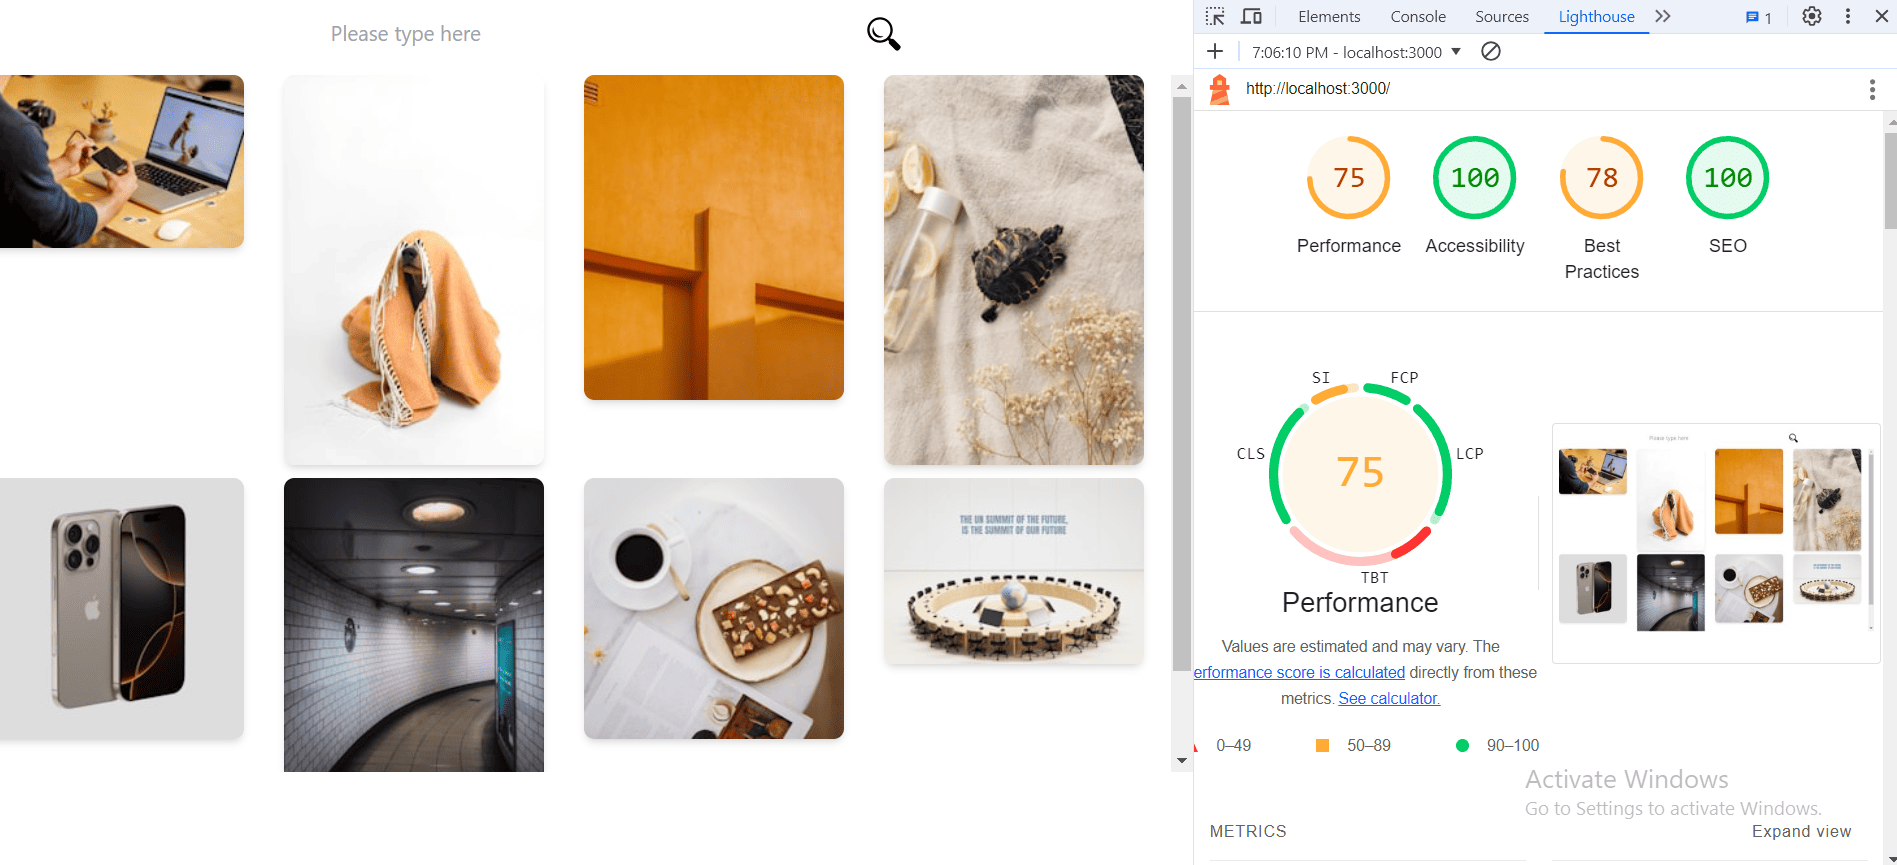 Please type here
THE UN SUMMIT OF THE FUTURE,
IS THE SUMMIT OF OUR FUTURE
Elements Console Sources Lighthouse 1
7:06:10 PM - localhost:3000
http://localhost:3000/
75 100 78 100
Performance Accessibility Best Practices SEO
SI FCP
CLS LCP
75
TBT
Performance
Values are estimated and may vary. The
erformance score is calculated directly from these
metrics. See calculator.
0–49 50–89 90–100
Activate Windows
Go to Settings to activate Windows.
METRICS Expand view
Please type here